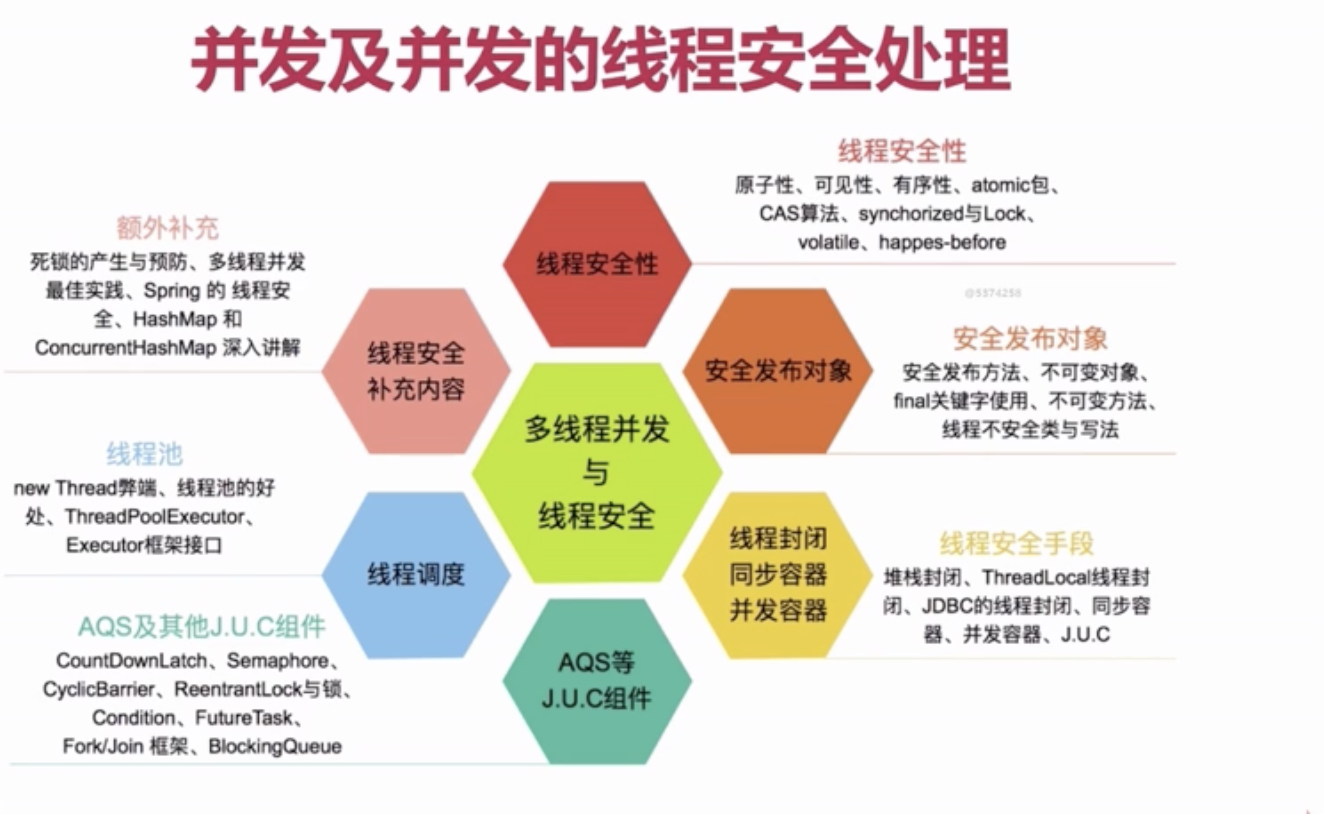 并发及并发的线程安全处理
线程安全性
原子性、可见性、有序性、atomic包、
CAS算法、synchorized与Lock、
volatile、happes-before
额外补充
死锁的产生与预防、多线程并发
最佳实践、Spring 的 线程安
全、HashMap 和
ConcurrentHashMap 深入讲解
线程安全性
@5374258
线程安全
补充内容
安全发布对象
安全发布对象
安全发布方法、不可变对象、
final关键字使用、不可变方法、
线程不安全类与写法
多线程并发
与
线程安全
线程池
new Thread弊端、线程池的好
处、ThreadPoolExecutor、
Executor框架接口
线程调度
线程封闭
同步容器
并发容器
线程安全手段
堆栈封闭、ThreadLocal线程封
闭、JDBC的线程封闭、同步容
器、并发容器、J.U.C
AQS及其他J.U.C组件
CountDownLatch、Semaphore、
CyclicBarrier、ReentrantLock与锁、
Condition、FutureTask、
Fork/Join 框架、BlockingQueue
AQS等
J.U.C组件